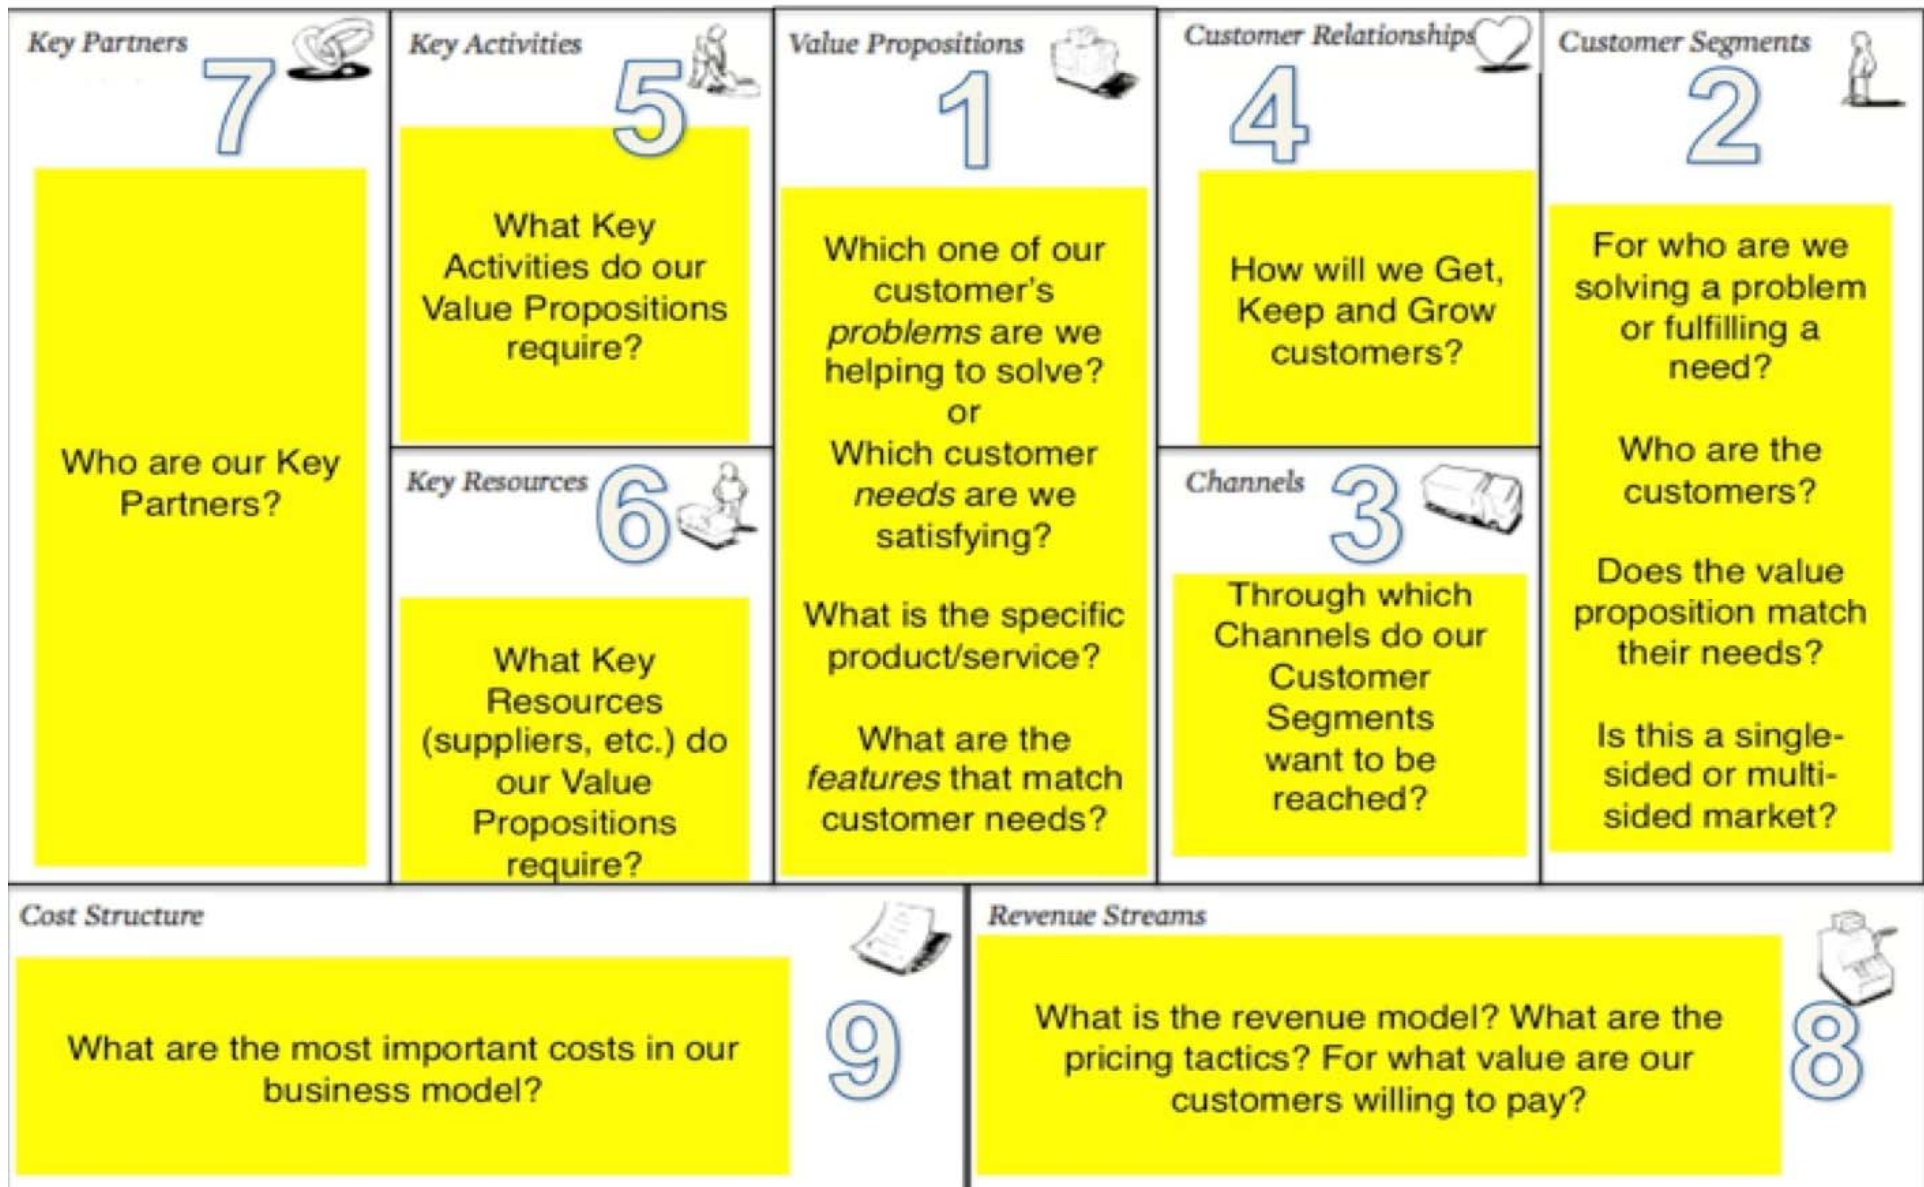 Key Partners
7
Who are our Key
Partners?
Key Activities
5
What Key
Activities do our
Value Propositions
require?
Key Resources
6
What Key
Resources
(suppliers, etc.) do
our Value
Propositions
require?
Value Propositions
1
Which one of our
customer's
problems are we
helping to solve?
or
Which customer
needs are we
satisfying?
What is the specific
product/service?
What are the
features that match
customer needs?
Customer Relationships
4
How will we Get,
Keep and Grow
customers?
Channels
3
Through which
Channels do our
Customer
Segments
want to be
reached?
Customer Segments
2
For who are we
solving a problem
or fulfilling a
need?
Who are the
customers?
Does the value
proposition match
their needs?
Is this a single-
sided or multi-
sided market?
Cost Structure
What are the most important costs in our
business model?
9
Revenue Streams
What is the revenue model? What are the
pricing tactics? For what value are our
customers willing to pay?
8